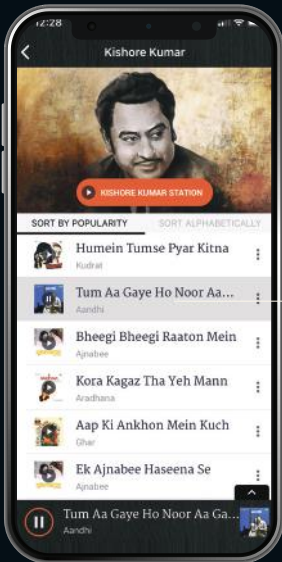 12:28
Kishore Kumar
KISHORE KUMAR STATION
SORT BY POPULARITY SORT ALPHABETICALLY
Humein Tumse Pyar Kitna
Kudrat
Tum Aa Gaye Ho Noor Aa...
Aandhi
Bheegi Bheegi Raaton Mein
Ajnabee
Kora Kagaz Tha Yeh Mann
Aradhana
Aap Ki Ankhon Mein Kuch
Ghar
Ek Ajnabee Haseena Se
Ajnabee
Tum Aa Gaye Ho Noor Aa Ga...
Aandhi